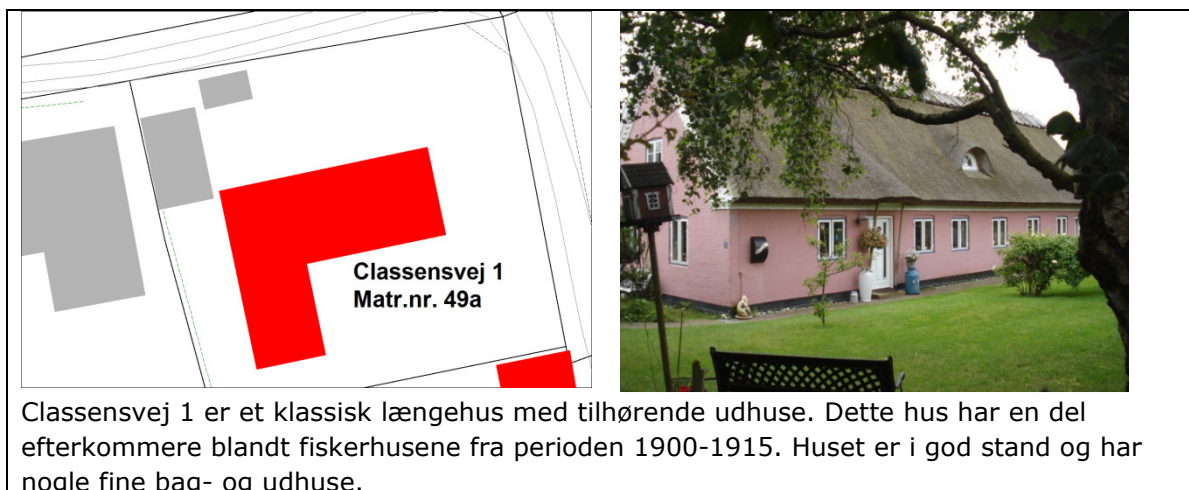 Classensvej 1
Matr.nr. 49a
Classensvej 1 er et klassisk længehus med tilhørende udhuse. Dette hus har en del
efterkommere blandt fiskerhusene fra perioden 1900-1915. Huset er i god stand og har
nogle fine bag- og udhuse.